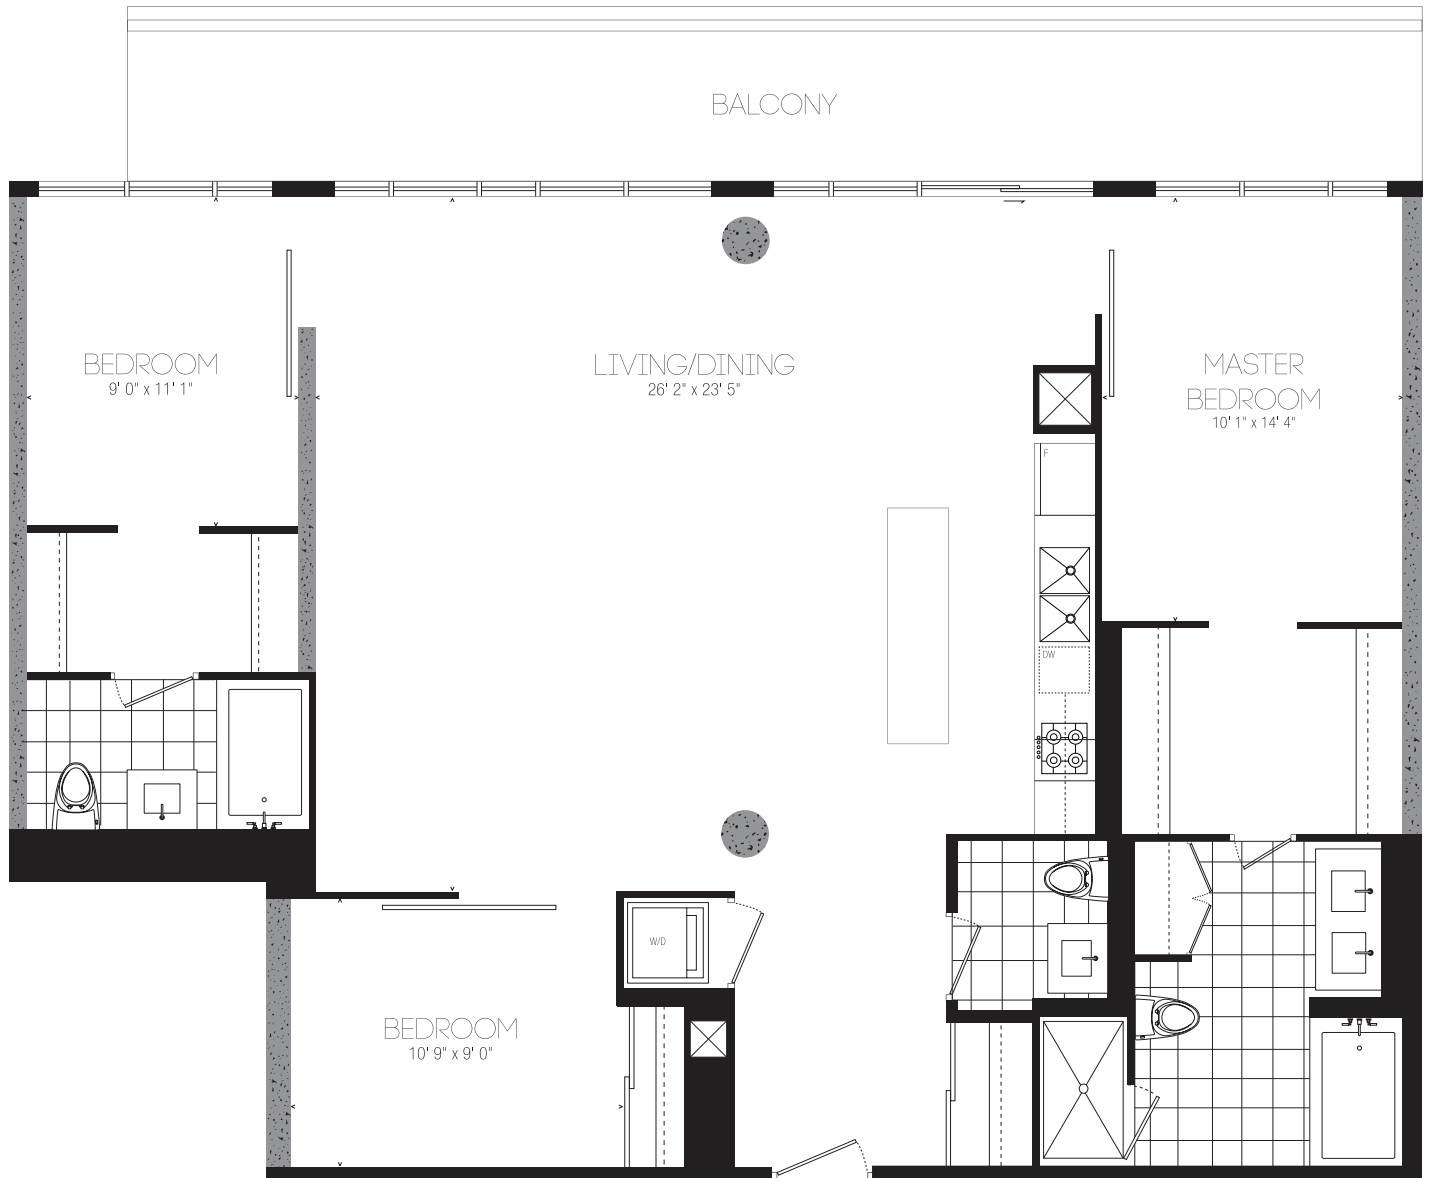 BALCONY
BEDROOM
9' 0" x 11' 1"
LIVING/DINING
26' 2" x 23' 5"
MASTER
BEDROOM
10' 1" x 14' 4"
F
DW
W/D
BEDROOM
10' 9" x 9' 0"